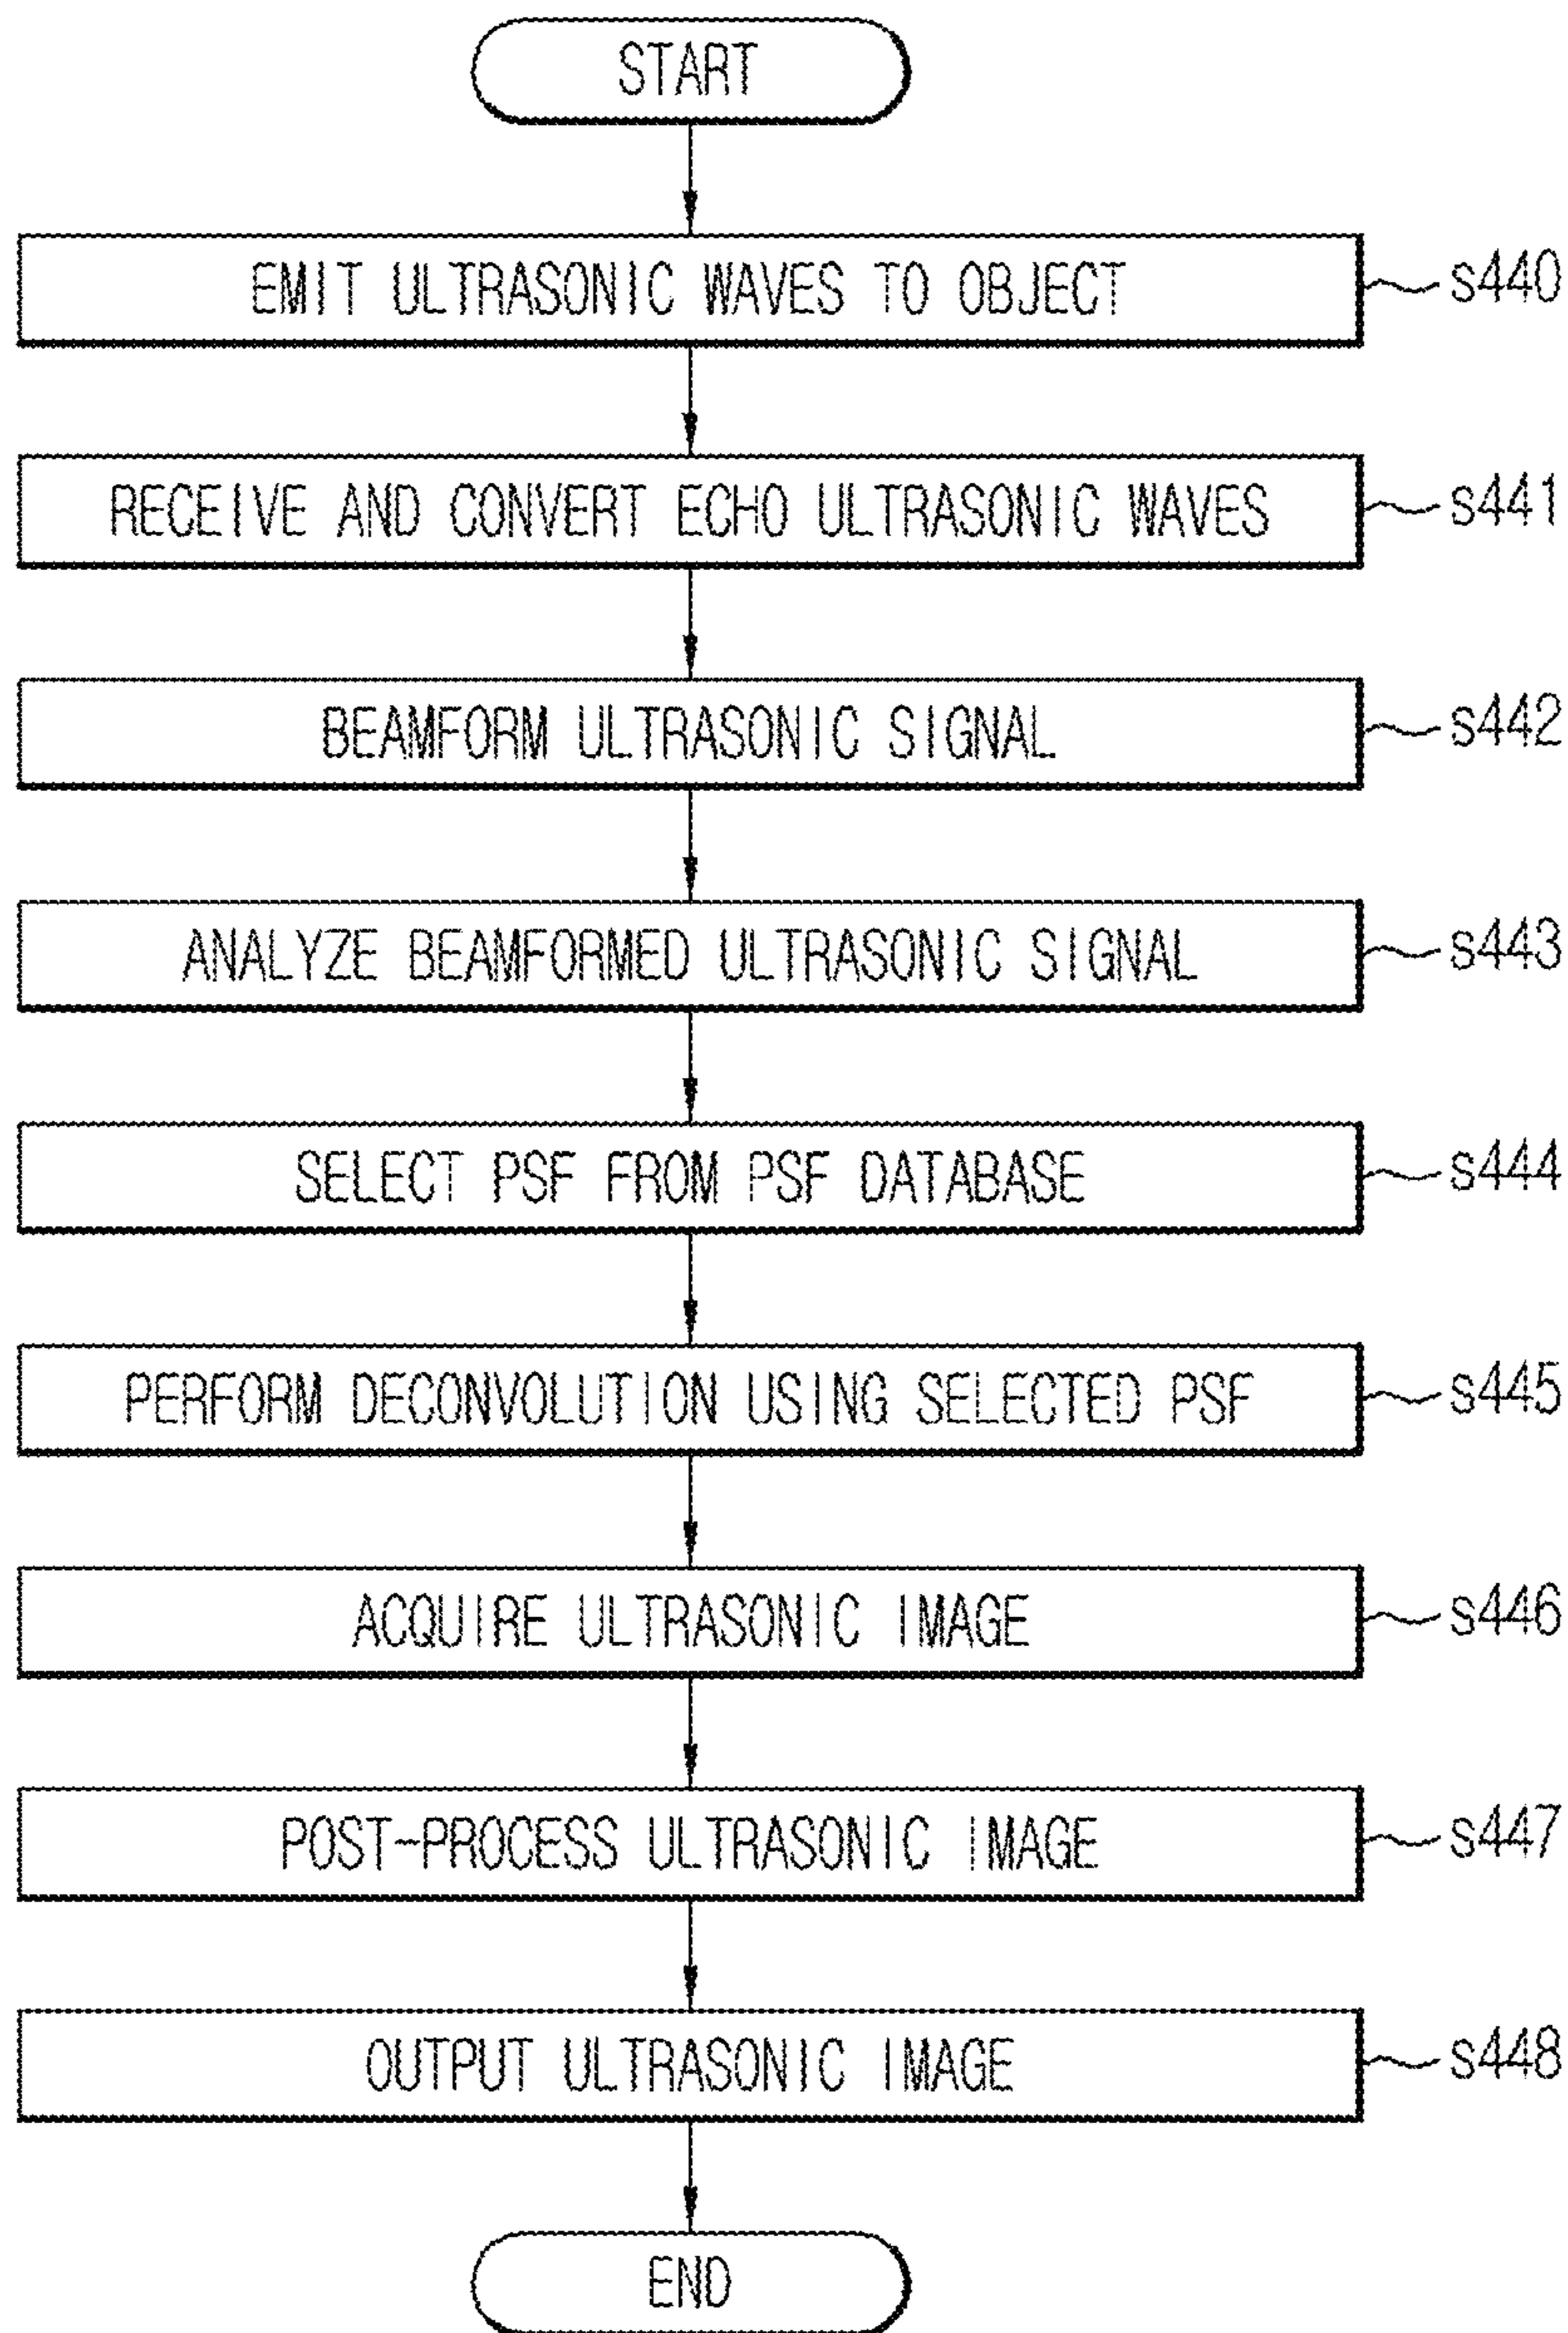 START
EMIT ULTRASONIC WAVES TO OBJECT
s440
RECEIVE AND CONVERT ECHO ULTRASONIC WAVES
s441
BEAMFORM ULTRASONIC SIGNAL
s442
ANALYZE BEAMFORMED ULTRASONIC SIGNAL
s443
SELECT PSF FROM PSF DATABASE
s444
PERFORM DECONVOLUTION USING SELECTED PSF
s445
ACQUIRE ULTRASONIC IMAGE
s446
POST-PROCESS ULTRASONIC IMAGE
s447
OUTPUT ULTRASONIC IMAGE
s448
END